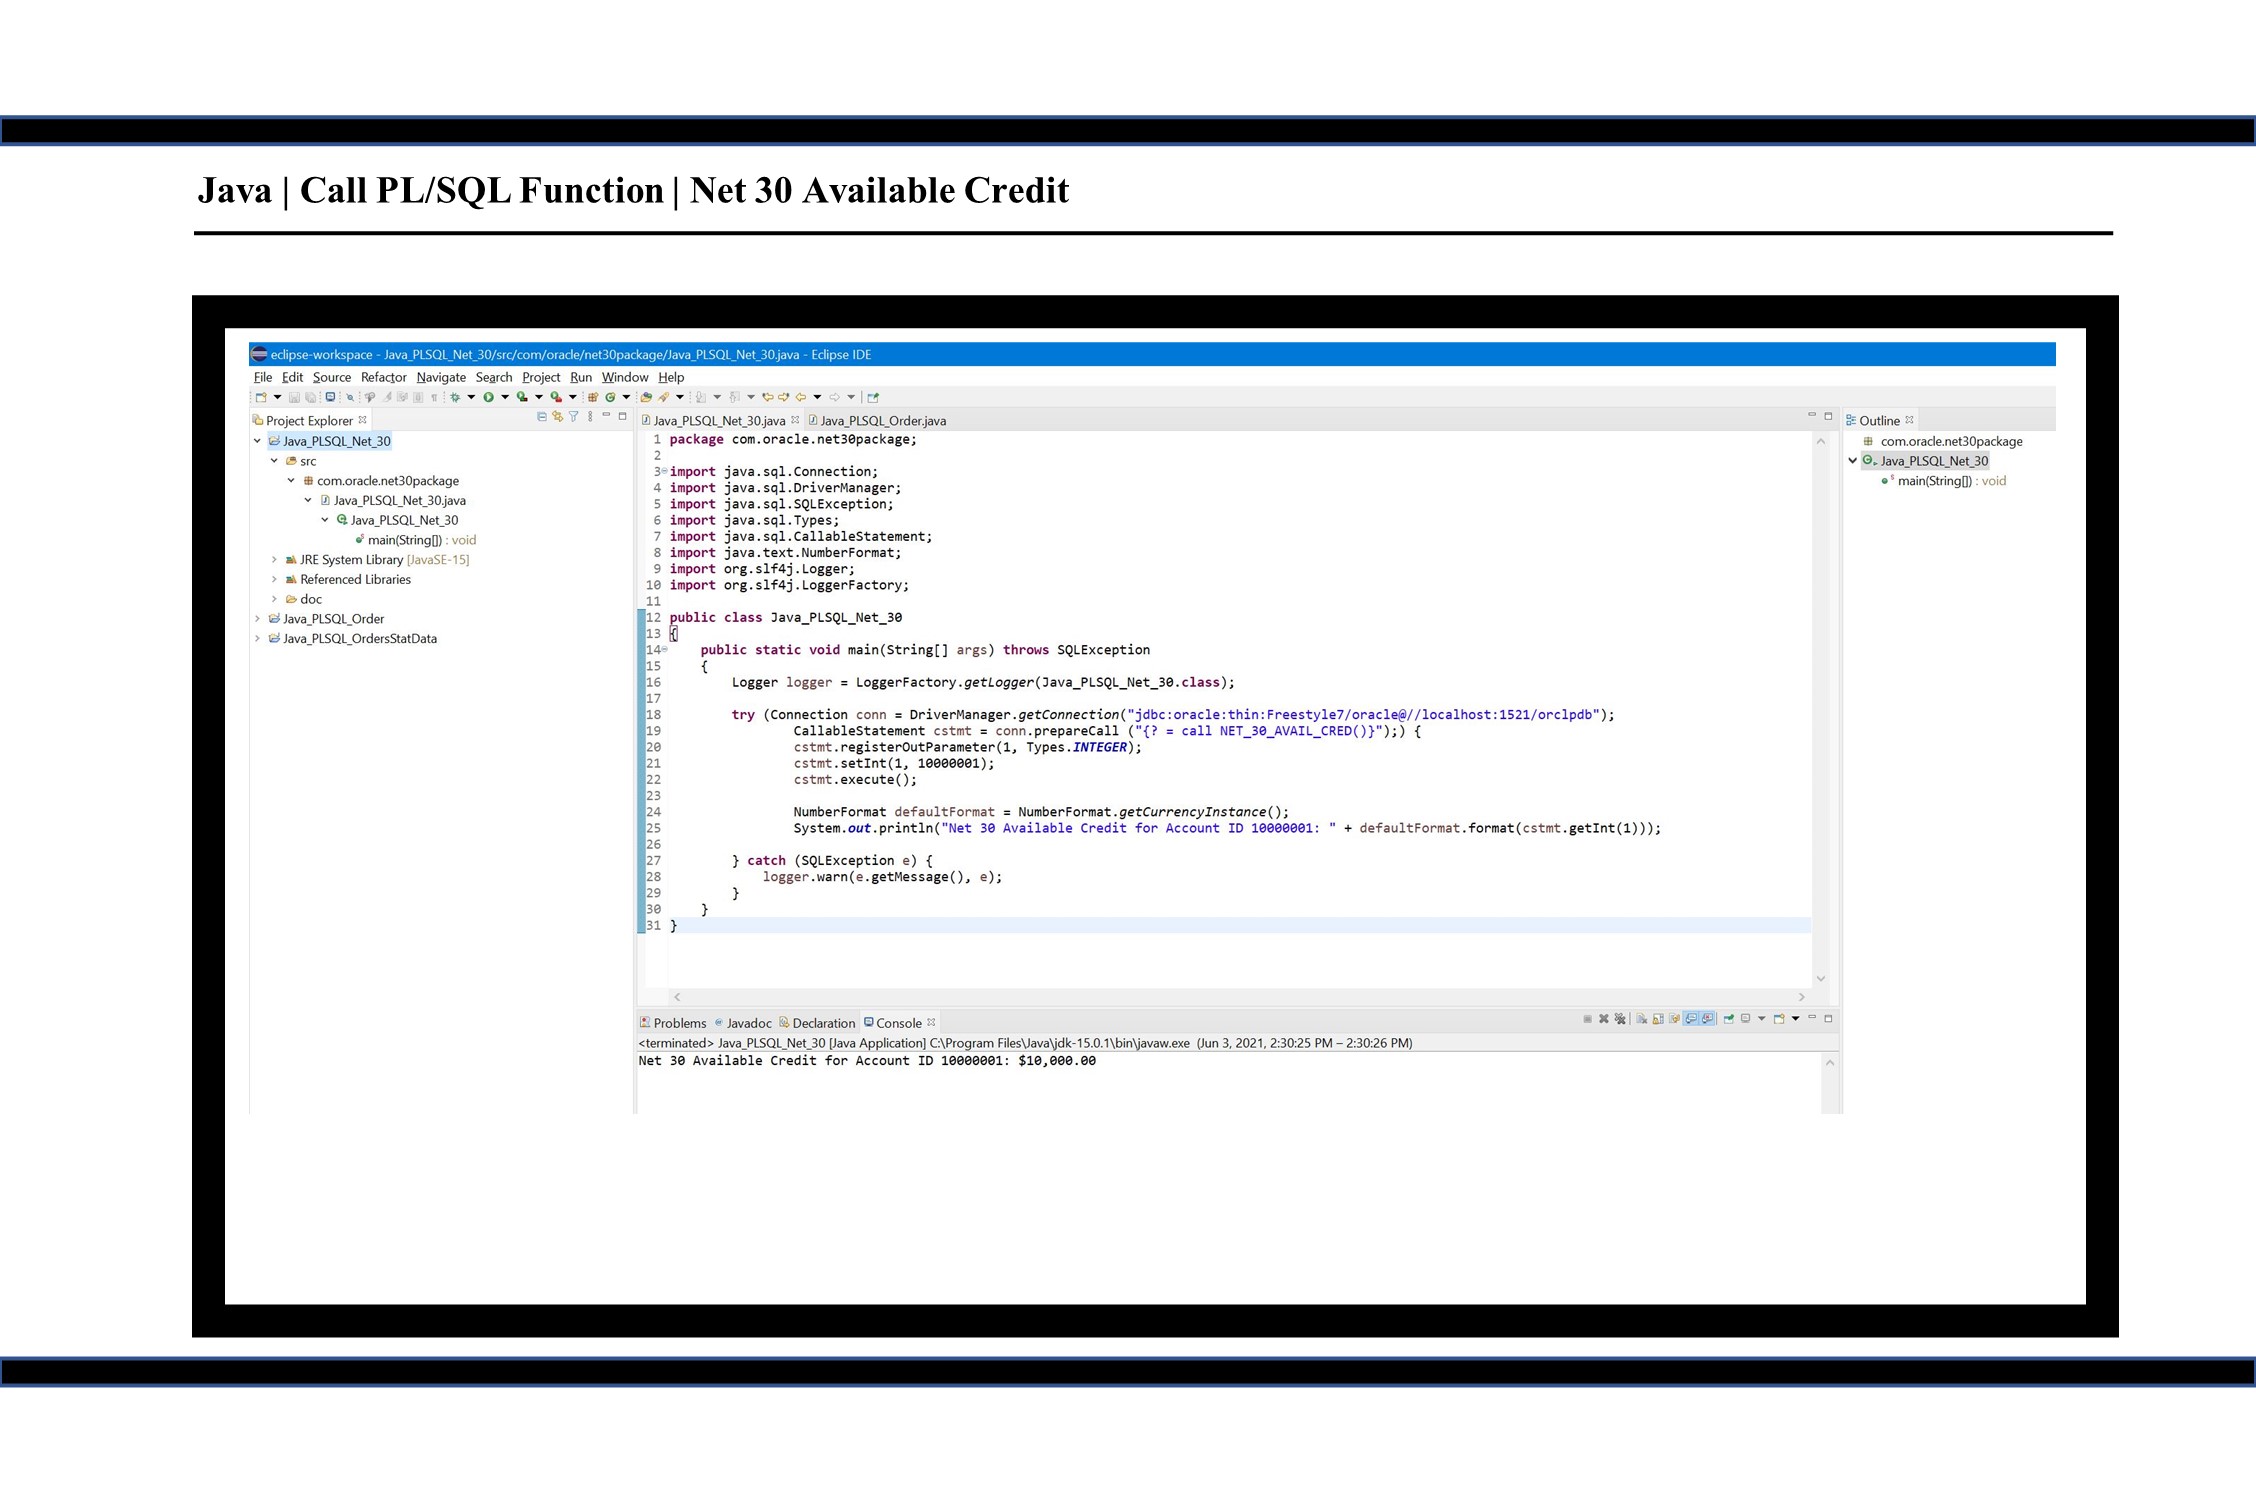 Java | Call PL/SQL Function | Net 30 Available Credit
eclipse-workspace - Java_PLSQL_Net_30/src/com/oracle/net30package/Java_PLSQL_Net_30.java - Eclipse IDE
File Edit Source Refactor Navigate Search Project Run Window Help
Project Explorer
Java_PLSQL_Net_30
src
com.oracle.net30package
Java_PLSQL_Net_30.java
Java_PLSQL_Net_30
main(String[]) : void
JRE System Library [JavaSE-15]
Referenced Libraries
doc
Java_PLSQL_Order
Java_PLSQL_OrdersStatData
Java_PLSQL_Net_30.java Java_PLSQL_Order.java
1 package com.oracle.net30package;
2
3 import java.sql.Connection;
4 import java.sql.DriverManager;
5 import java.sql.SQLException;
6 import java.sql.Types;
7 import java.sql.CallableStatement;
8 import java.text.NumberFormat;
9 import org.slf4j.Logger;
10 import org.slf4j.LoggerFactory;
11
12 public class Java_PLSQL_Net_30
13 {
14 public static void main(String[] args) throws SQLException
15 {
16 Logger logger = LoggerFactory.getLogger(Java_PLSQL_Net_30.class);
17
18 try (Connection conn = DriverManager.getConnection("jdbc:oracle:thin:Freestyle7/oracle@//localhost:1521/orclpdb");
19 CallableStatement cstmt = conn.prepareCall ("{? = call NET_30_AVAIL_CRED()}");) {
20 cstmt.registerOutParameter(1, Types.INTEGER);
21 cstmt.setInt(1, 10000001);
22 cstmt.execute();
23
24 NumberFormat defaultFormat = NumberFormat.getCurrencyInstance();
25 System.out.println("Net 30 Available Credit for Account ID 10000001: " + defaultFormat.format(cstmt.getInt(1)));
26
27 } catch (SQLException e) {
28 logger.warn(e.getMessage(), e);
29 }
30 }
31 }
Problems Javadoc Declaration Console
<terminated> Java_PLSQL_Net_30 [Java Application] C:\Program Files\Java\jdk-15.0.1\bin\javaw.exe (Jun 3, 2021, 2:30:25 PM – 2:30:26 PM)
Net 30 Available Credit for Account ID 10000001: $10,000.00
Outline
com.oracle.net30package
Java_PLSQL_Net_30
main(String[]) : void